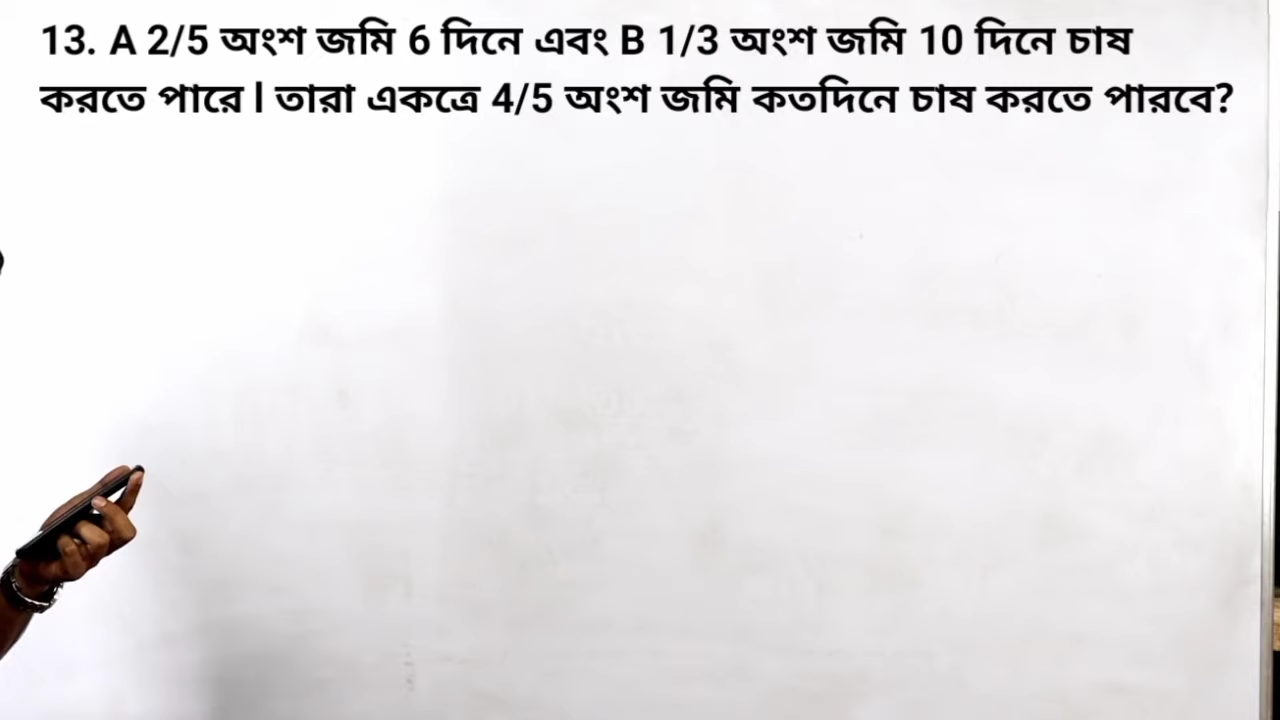 13. A 2/5 অংশ জমি 6 দিনে এবং B 1/3 অংশ জমি 10 দিনে চাষ
করতে পারে l তারা একত্রে 4/5 অংশ জমি কতদিনে চাষ করতে পারবে?